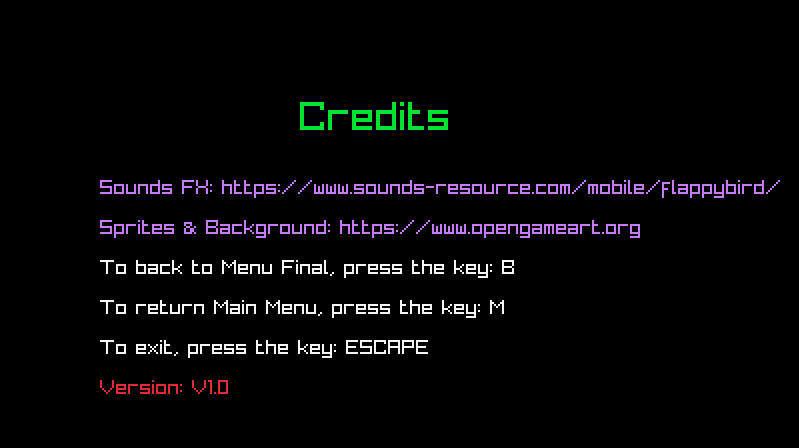 Credits
Sounds FX: https://www.sounds-resource.com/mobile/flappybird/
Sprites & Background: https://www.opengameart.org
To back to Menu Final, press the key: B
To return Main Menu, press the key: M
To exit, press the key: ESCAPE
Version: V1.0